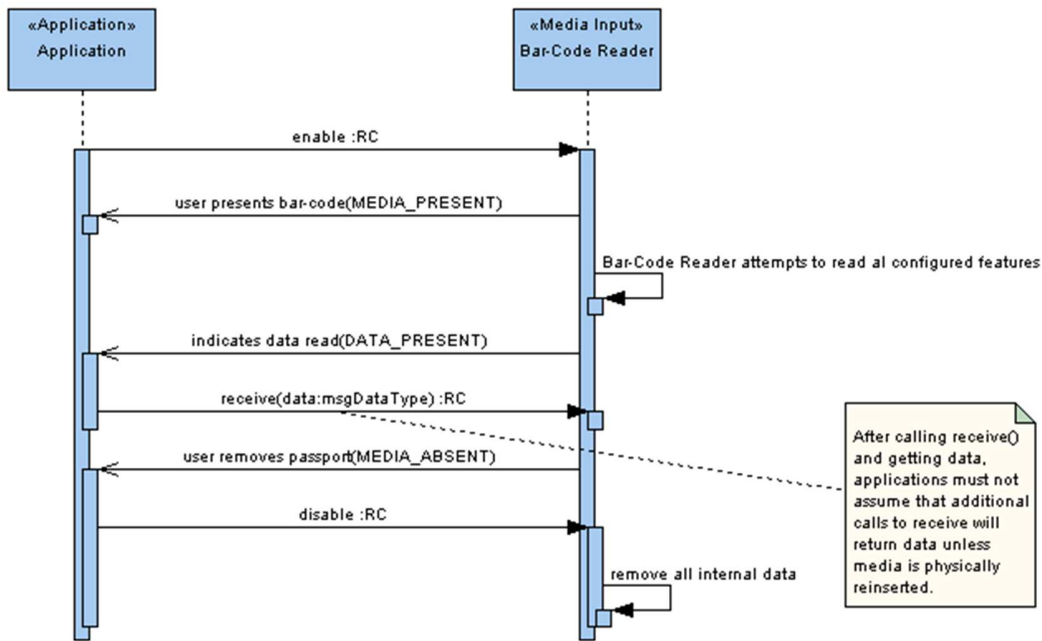 «Application»
Application
«Media Input»
Bar-Code Reader
enable :RC
user presents bar-code(MEDIA_PRESENT)
Bar-Code Reader attempts to read al configured features
indicates data read(DATA_PRESENT)
receive(data:msgDataType) :RC
After calling receive()
and getting data,
applications must not
assume that additional
calls to receive will
return data unless
media is physically
reinserted.
user removes passport(MEDIA_ABSENT)
disable :RC
remove all internal data